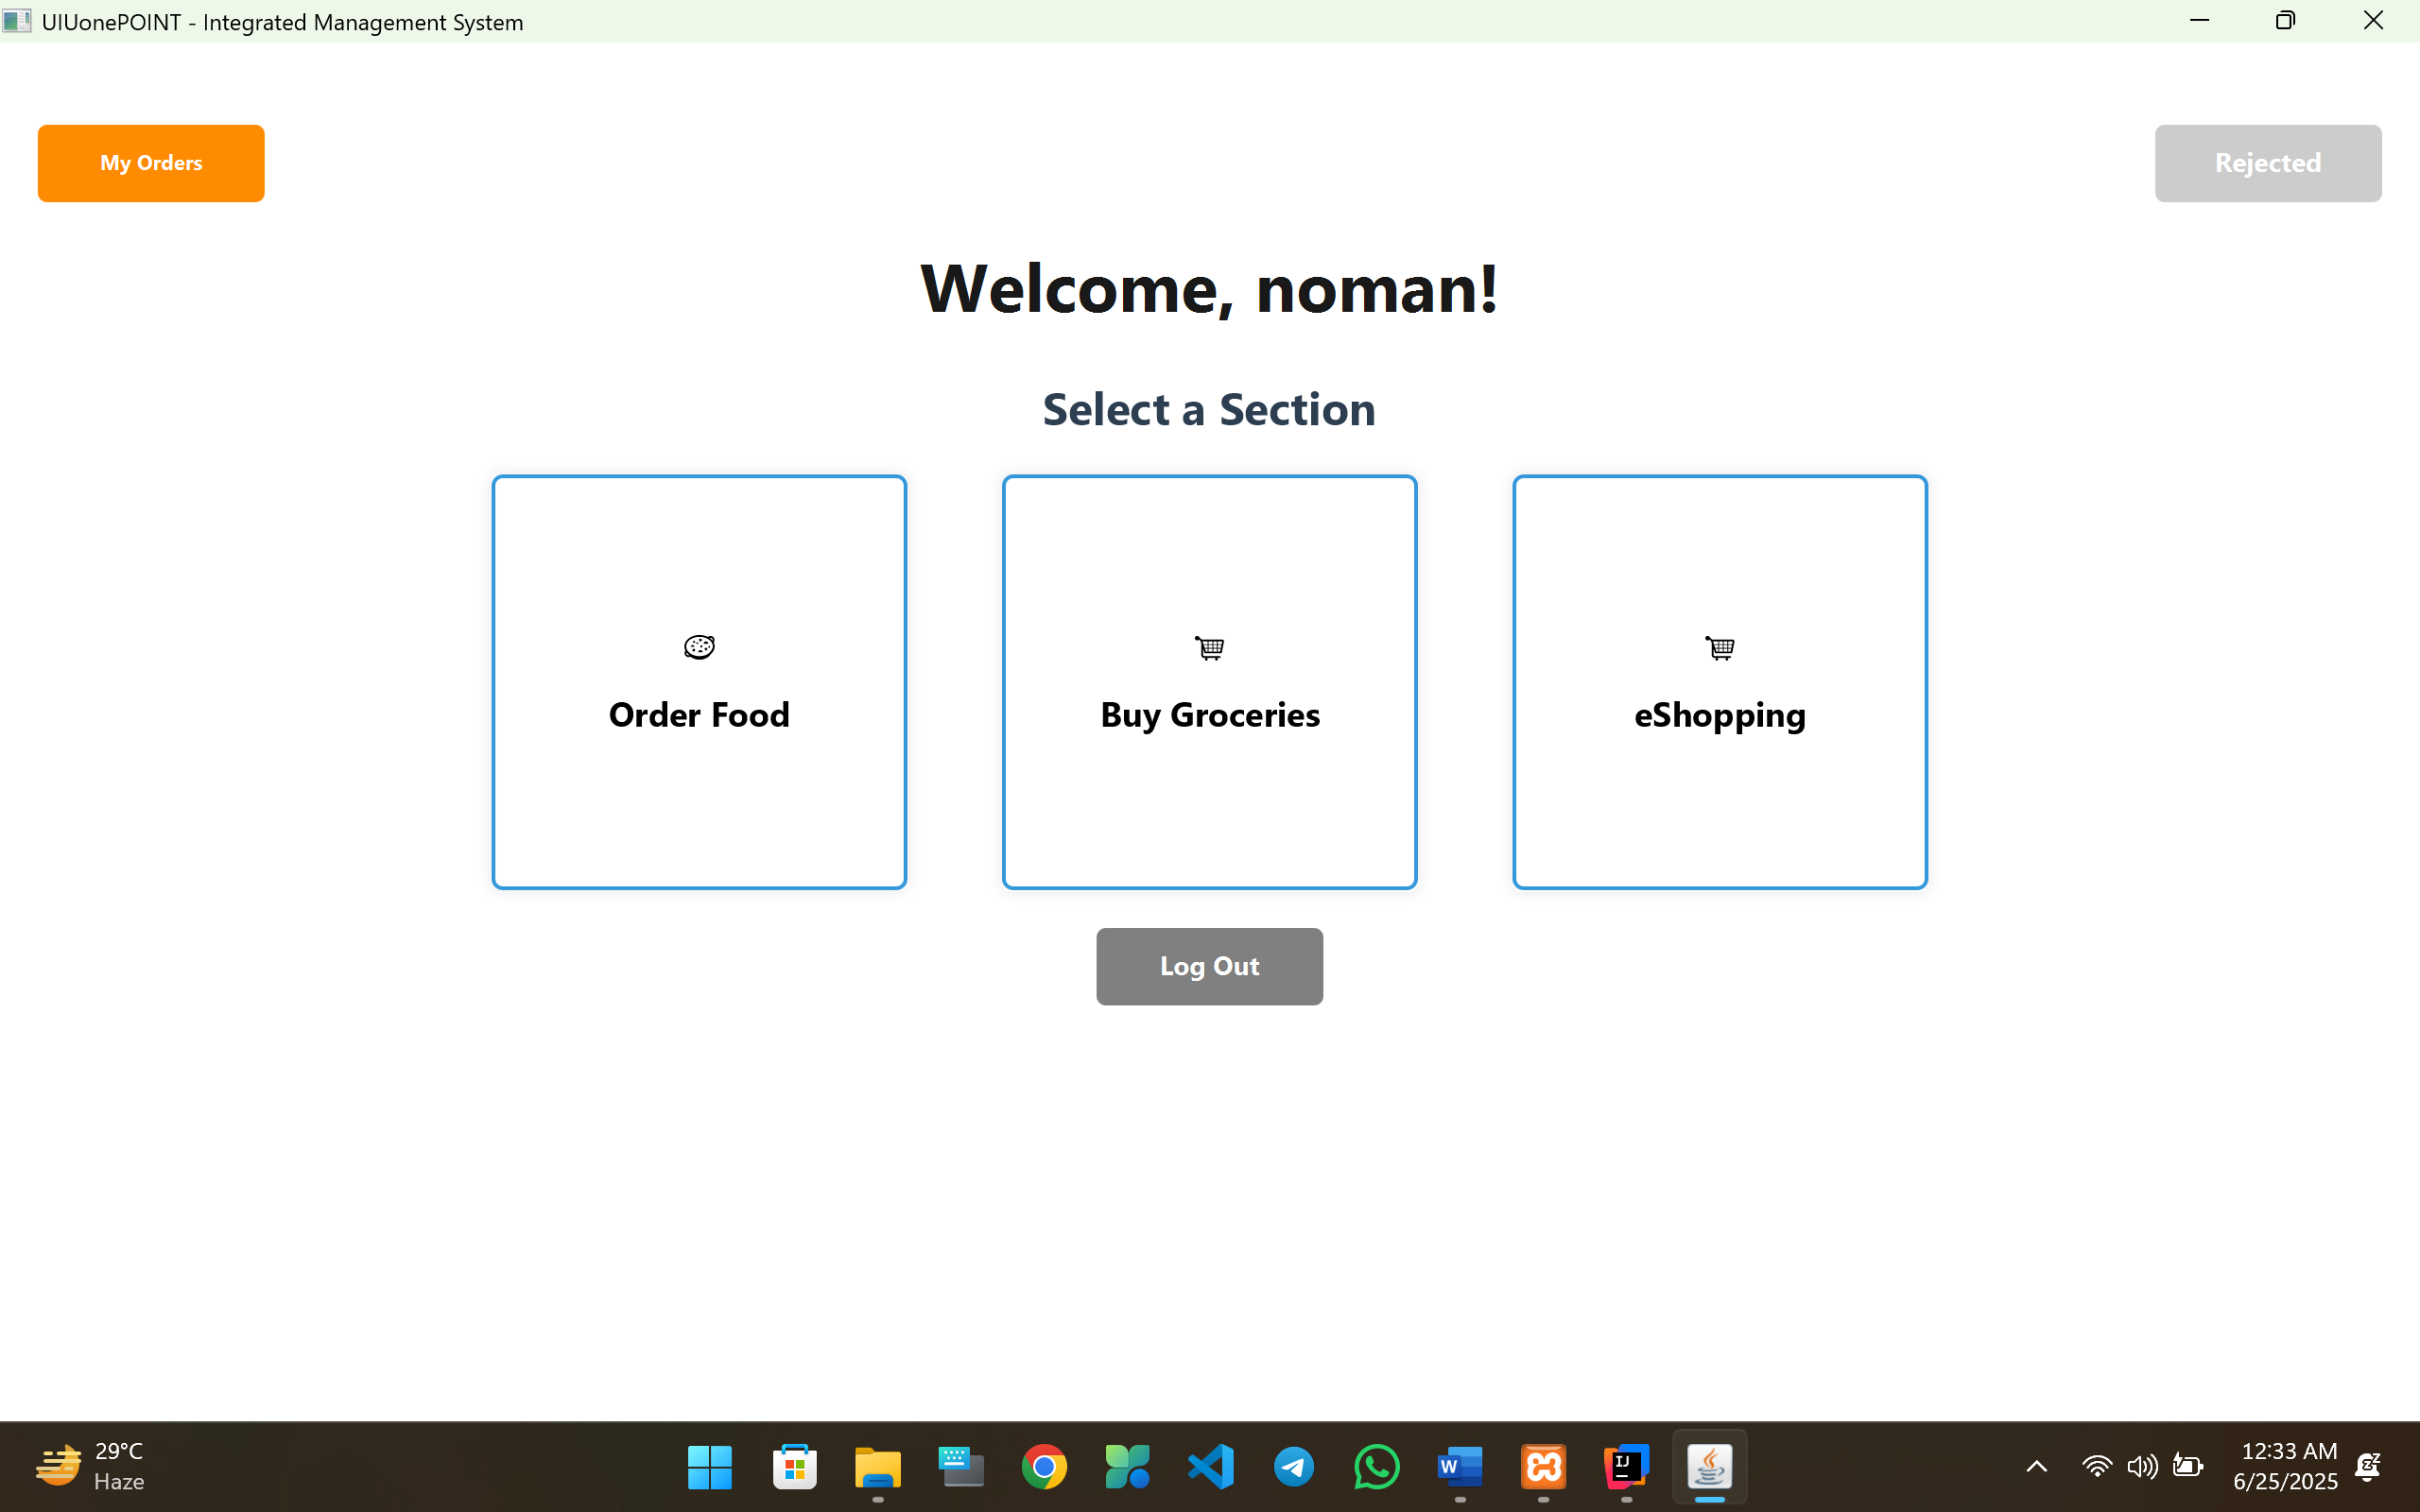 UIUonePOINT - Integrated Management System
My Orders
Rejected
Welcome, noman!
Select a Section
Order Food
Buy Groceries
eShopping
Log Out
29°C
Haze
12:33 AM
6/25/2025